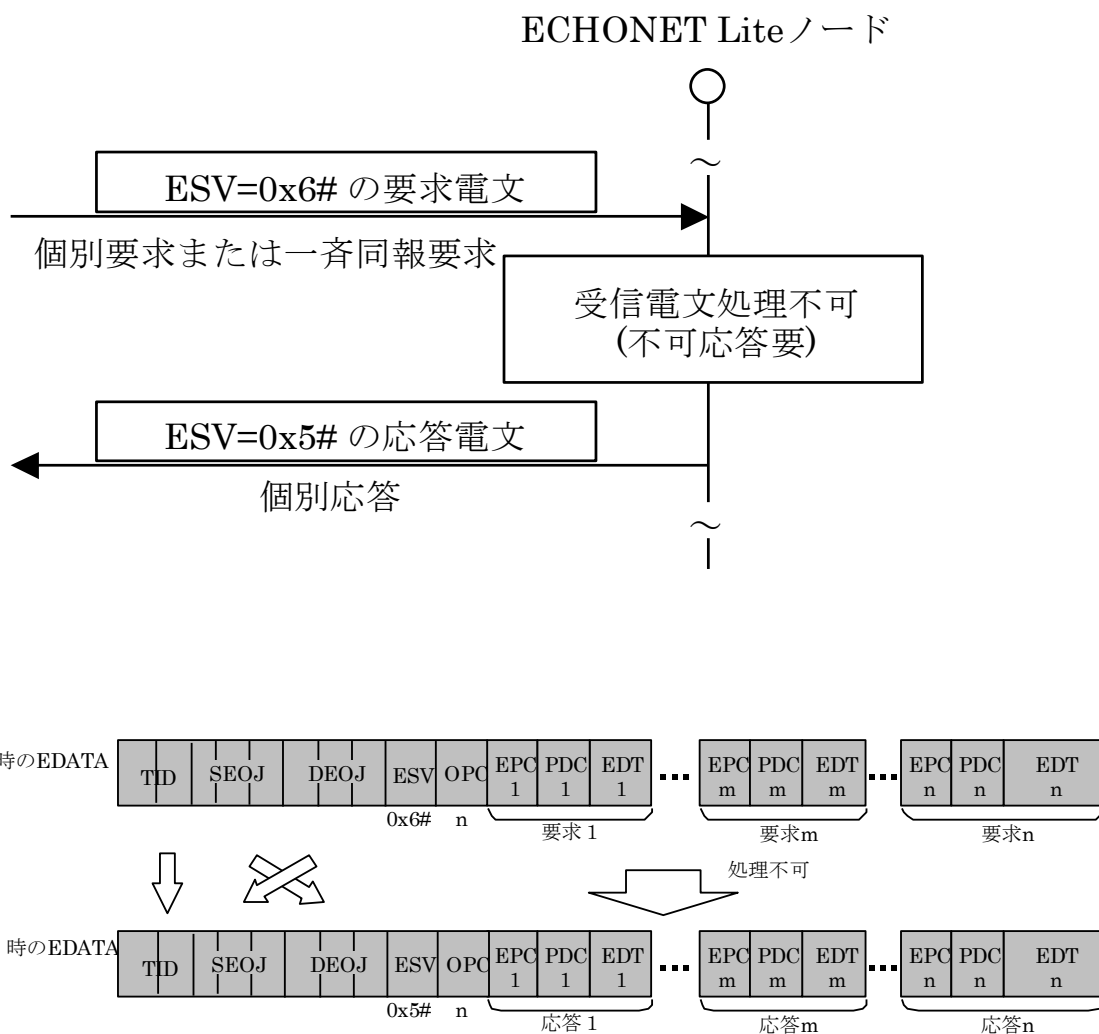 ECHONET Liteノード
～
ESV=0x6# の要求電文
個別要求または一斉同報要求
受信電文処理不可
(不可応答要)
ESV=0x5# の応答電文
個別応答
～
時のEDATA
TID SEOJ DEOJ ESV OPC EPC PDC EDT … EPC PDC EDT … EPC PDC EDT
1 1 1 m m m n n n
0x6# n 要求1 要求m 要求n
処理不可
時のEDATA
TID SEOJ DEOJ ESV OPC EPC PDC EDT … EPC PDC EDT … EPC PDC EDT
1 1 1 m m m n n n
0x5# n 応答1 応答m 応答n